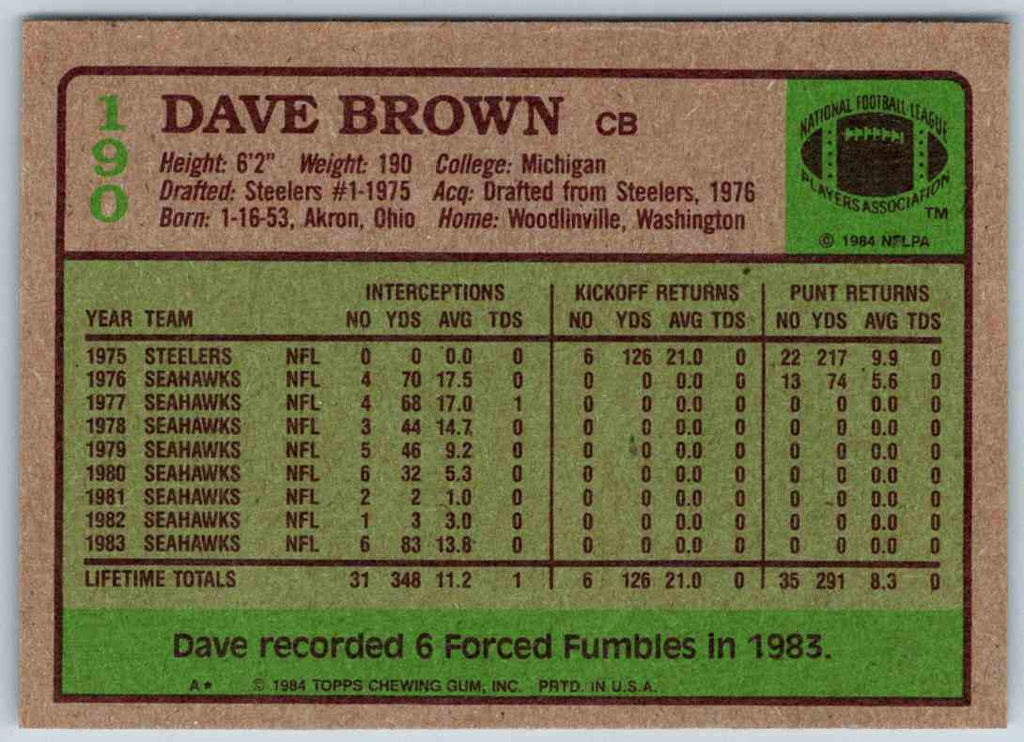 190
DAVE BROWN CB
Height: 6'2" Weight: 190 College: Michigan
Drafted: Steelers #1-1975 Acq: Drafted from Steelers, 1976
Born: 1-16-53, Akron, Ohio Home: Woodlinville, Washington
NATIONAL FOOTBALL LEAGUE
PLAYERS ASSOCIATION
TM
© 1984 NFLPA
INTERCEPTIONS KICKOFF RETURNS PUNT RETURNS
YEAR TEAM NO YDS AVG TDS NO YDS AVG TDS NO YDS AVG TDS
1975 STEELERS NFL 0 0 0.0 0 6 126 21.0 0 22 217 9.9 0
1976 SEAHAWKS NFL 4 70 17.5 0 0 0 0.0 0 13 74 5.6 0
1977 SEAHAWKS NFL 4 68 17.0 1 0 0 0.0 0 0 0 0.0 0
1978 SEAHAWKS NFL 3 44 14.7 0 0 0 0.0 0 0 0 0.0 0
1979 SEAHAWKS NFL 5 46 9.2 0 0 0 0.0 0 0 0 0.0 0
1980 SEAHAWKS NFL 6 32 5.3 0 0 0 0.0 0 0 0 0.0 0
1981 SEAHAWKS NFL 2 2 1.0 0 0 0 0.0 0 0 0 0.0 0
1982 SEAHAWKS NFL 1 3 3.0 0 0 0 0.0 0 0 0 0.0 0
1983 SEAHAWKS NFL 6 83 13.8 0 0 0 0.0 0 0 0 0.0 0
LIFETIME TOTALS 31 348 11.2 1 6 126 21.0 0 35 291 8.3 0
Dave recorded 6 Forced Fumbles in 1983.
A* © 1984 TOPPS CHEWING GUM, INC. PRTD. IN U.S.A.